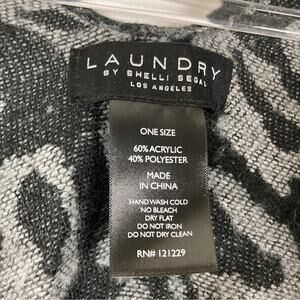 LAUNDRY
BY SHELLI SEGAL
LOS ANGELES
ONE SIZE
60% ACRYLIC
40% POLYESTER
MADE
IN CHINA
HAND WASH COLD
NO BLEACH
DRY FLAT
DO NOT IRON
DO NOT DRY CLEAN
RN# 121229